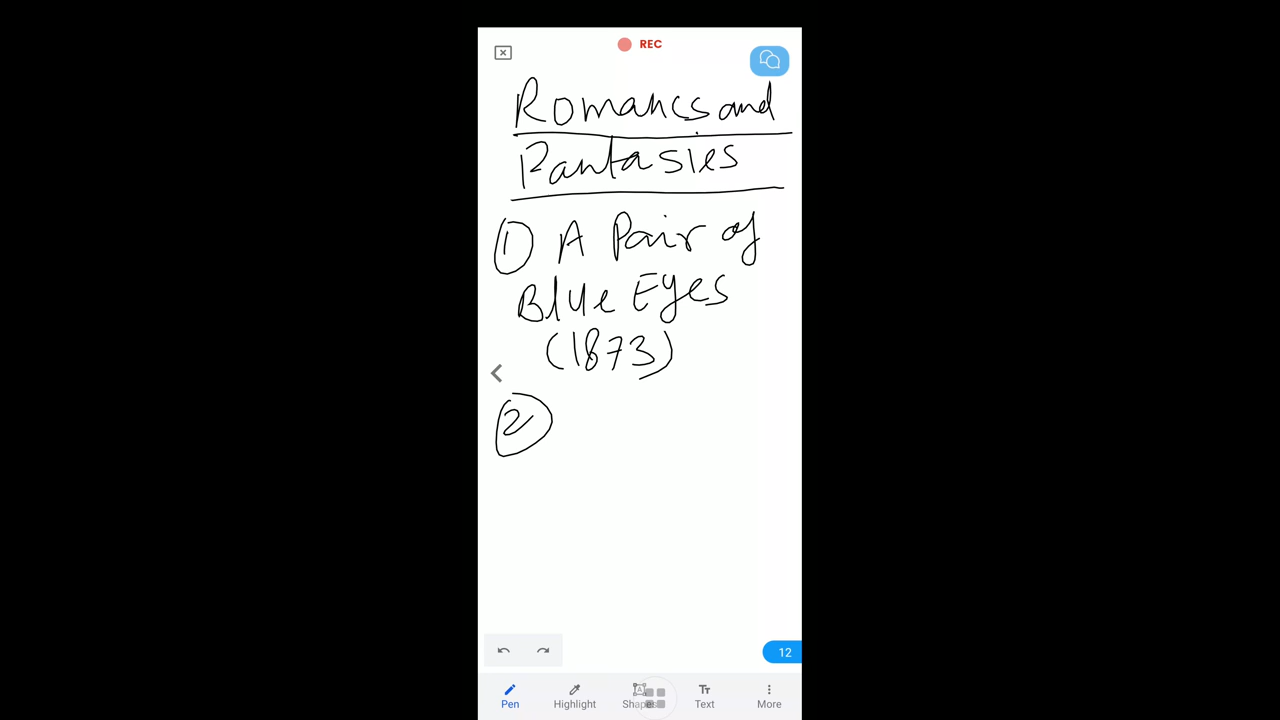 REC
Romancs and
Fantasies
① A Pair of
Blue Eyes
(1873)
②
12
Pen Highlight Shapes Text More